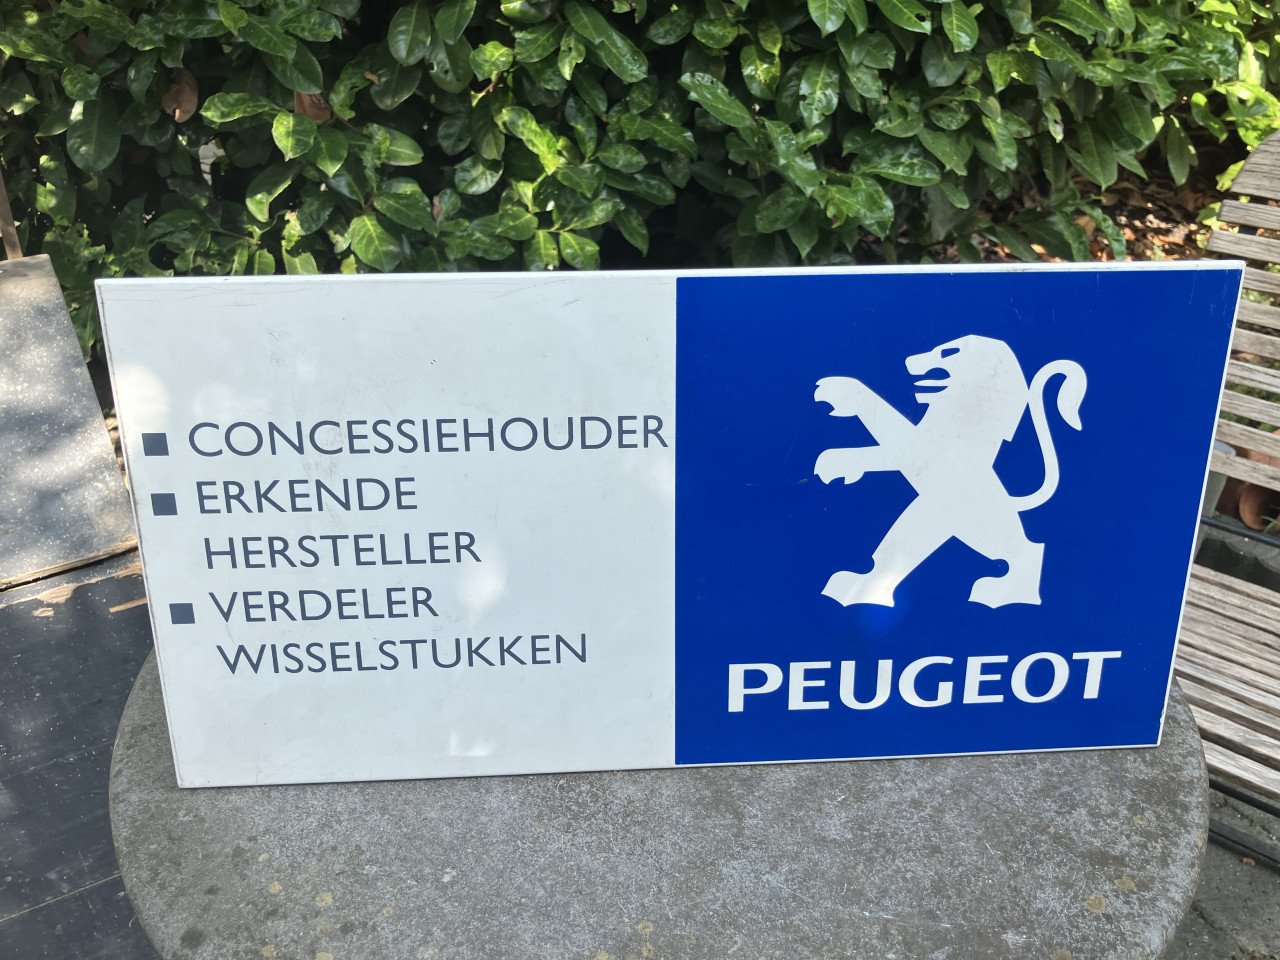 ■ CONCESSIEHOUDER
■ ERKENDE
HERSTELLER
■ VERDELER
WISSELSTUKKEN
PEUGEOT